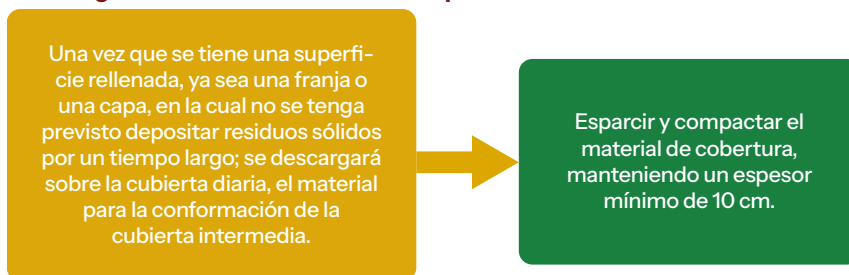 Una vez que se tiene una superfi-
cie rellenada, ya sea una franja o
una capa, en la cual no se tenga
previsto depositar residuos sólidos
por un tiempo largo; se descargará
sobre la cubierta diaria, el material
para la conformación de la
cubierta intermedia.
Esparcir y compactar el
material de cobertura,
manteniendo un espesor
mínimo de 10 cm.